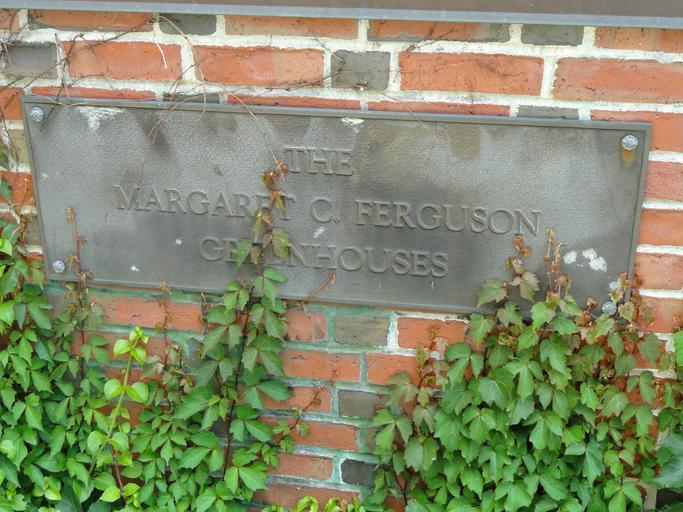 THE
MARGARET C. FERGUSON
GREENHOUSES